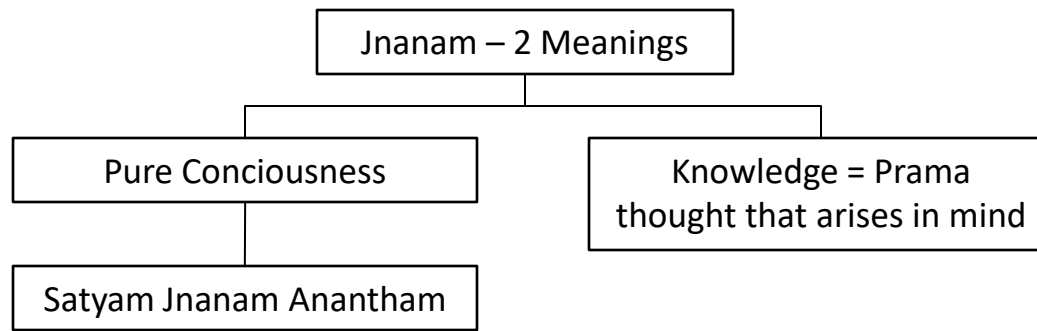 Jnanam – 2 Meanings
Pure Conciousness
Knowledge = Prama
thought that arises in mind
Satyam Jnanam Anantham